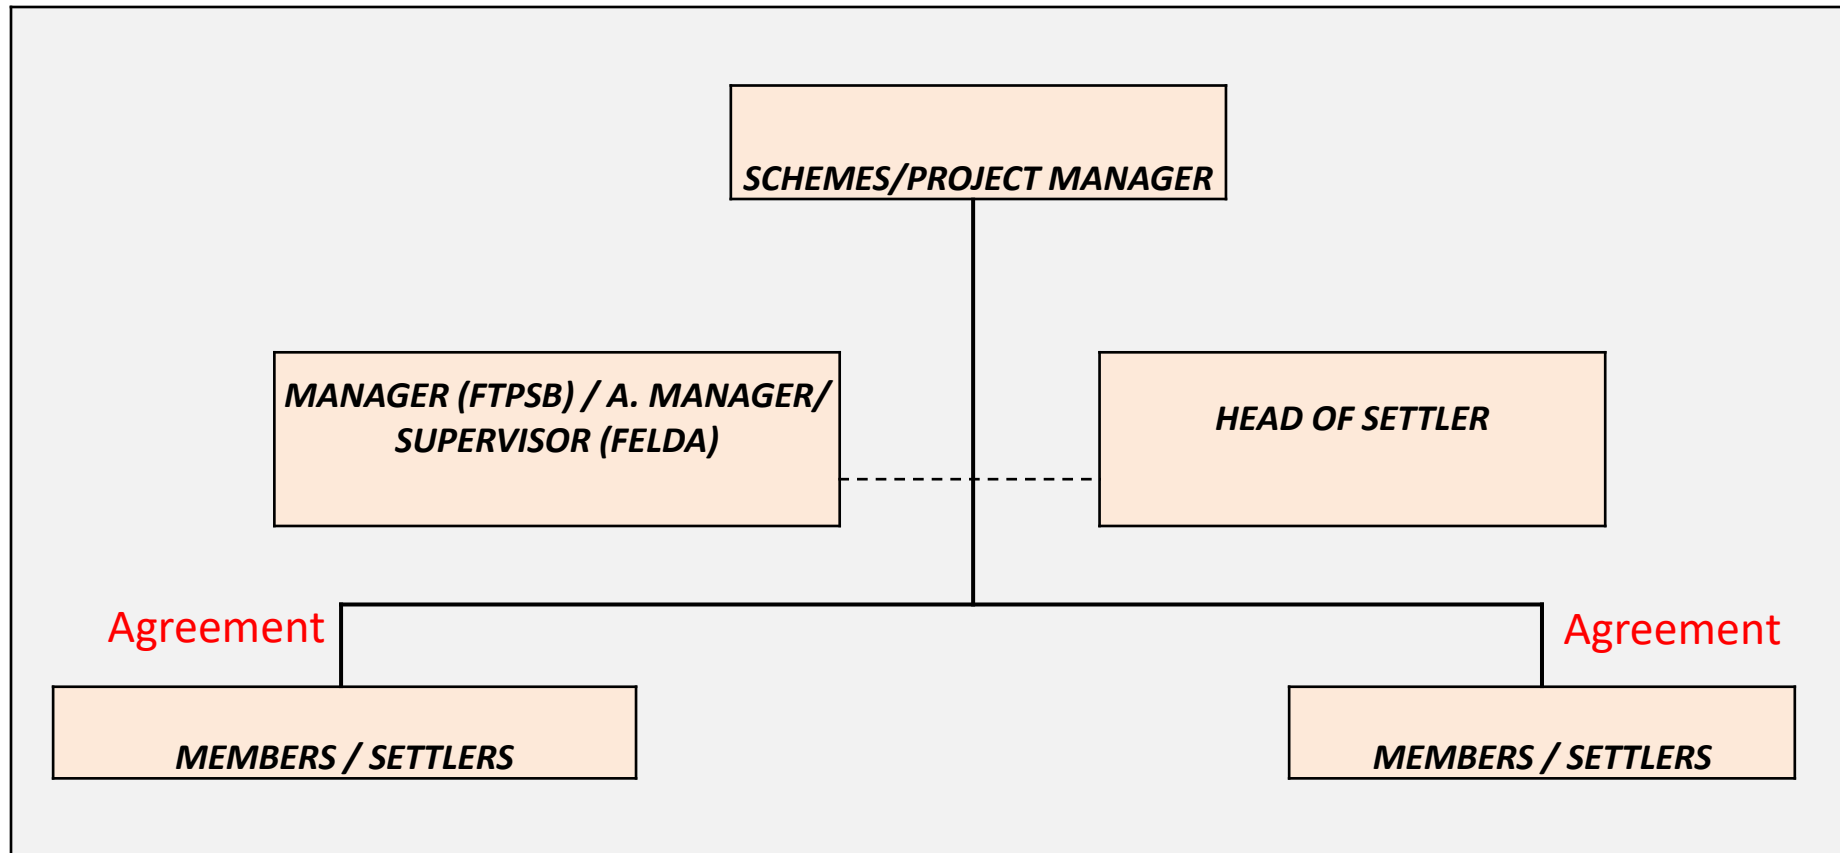 SCHEMES/PROJECT MANAGER
MANAGER (FTPSB) / A. MANAGER/
SUPERVISOR (FELDA)
HEAD OF SETTLER
Agreement
Agreement
MEMBERS / SETTLERS
MEMBERS / SETTLERS